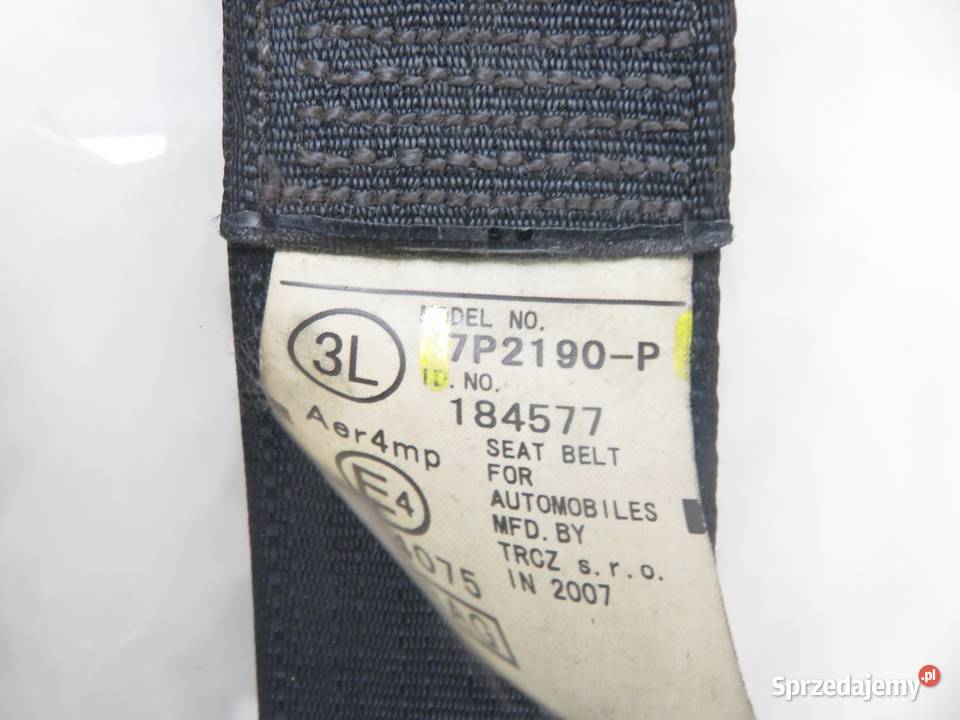 MODEL NO.
7P2190-P
3L
ID. NO.
184577
Aer4mp
SEAT BELT
FOR
E4
AUTOMOBILES
MFD. BY
TRCZ s.r.o.
IN 2007
Sprzedajemy.pl